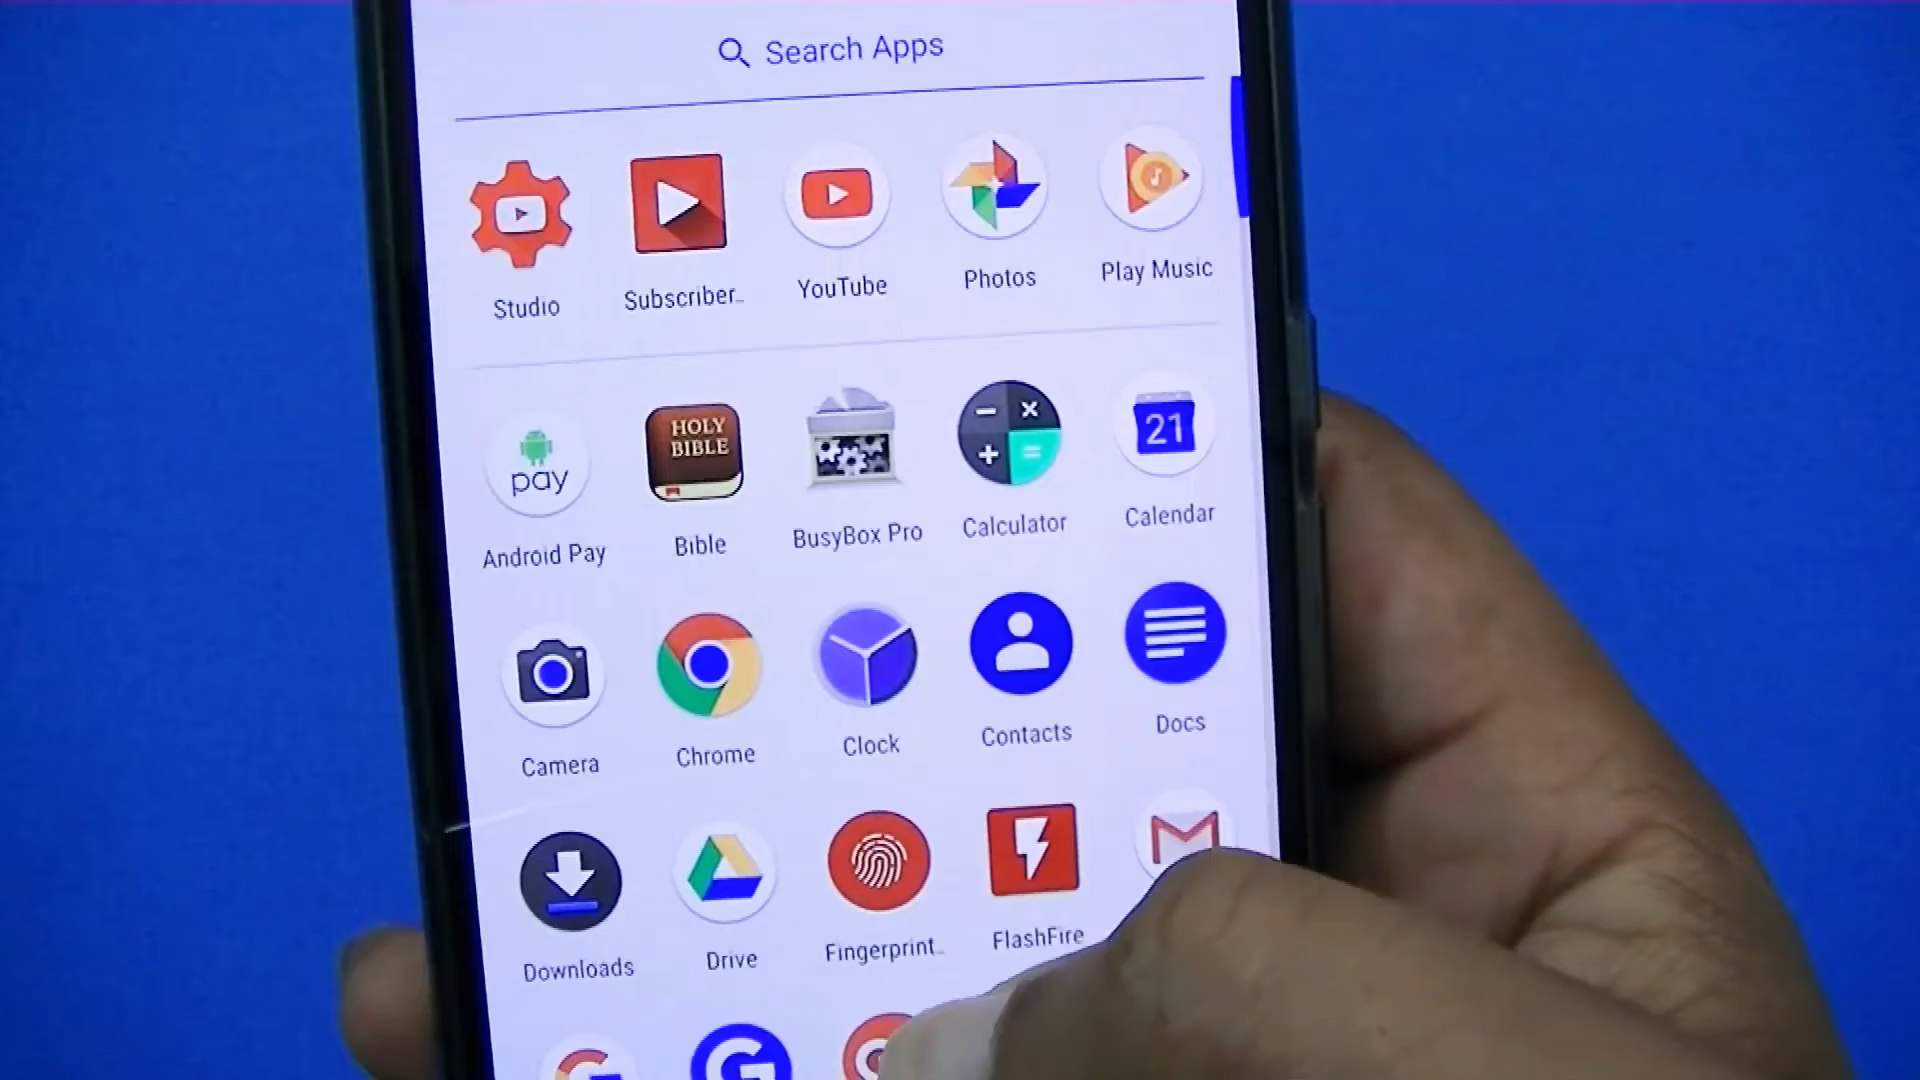 Search Apps
Studio
Subscriber..
YouTube
Photos
Play Music
pay
HOLY
BIBLE
21
Android Pay
Bible
BusyBox Pro
Calculator
Calendar
Camera
Chrome
Clock
Contacts
Docs
Downloads
Drive
Fingerprint..
FlashFire